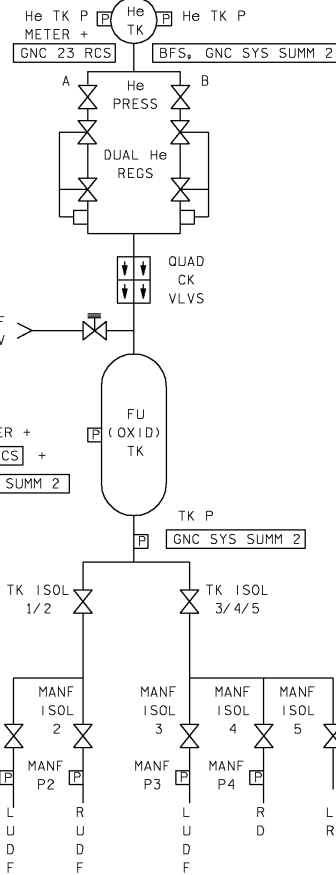 He TK P
P
He
TK
P
He TK P
METER +
GNC 23 RCS
BFS, GNC SYS SUMM 2
A
He
PRESS
B
DUAL He
REGS
QUAD
CK
VLVS
F
V
FU
(OXID)
TK
P
ER +
CS +
SUMM 2
TK P
P
GNC SYS SUMM 2
TK ISOL
1/2
TK ISOL
3/4/5
MANF
ISOL
2
MANF
ISOL
3
MANF
ISOL
4
MANF
ISOL
5
P
MANF
P2
P
MANF
P3
P
MANF
P4
P
L
U
D
F
R
U
D
F
L
U
D
F
R
D
L
R